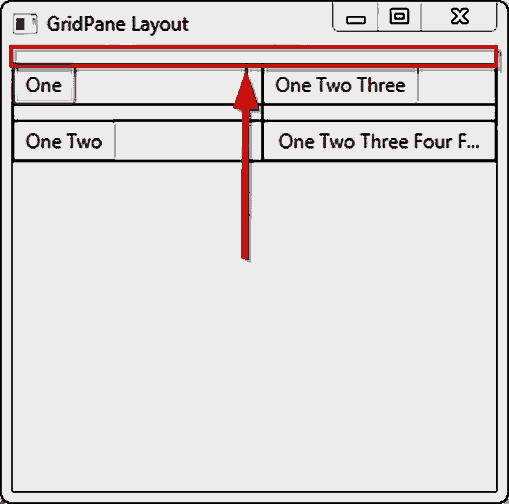 GridPane Layout
One
One Two Three
One Two
One Two Three Four F...